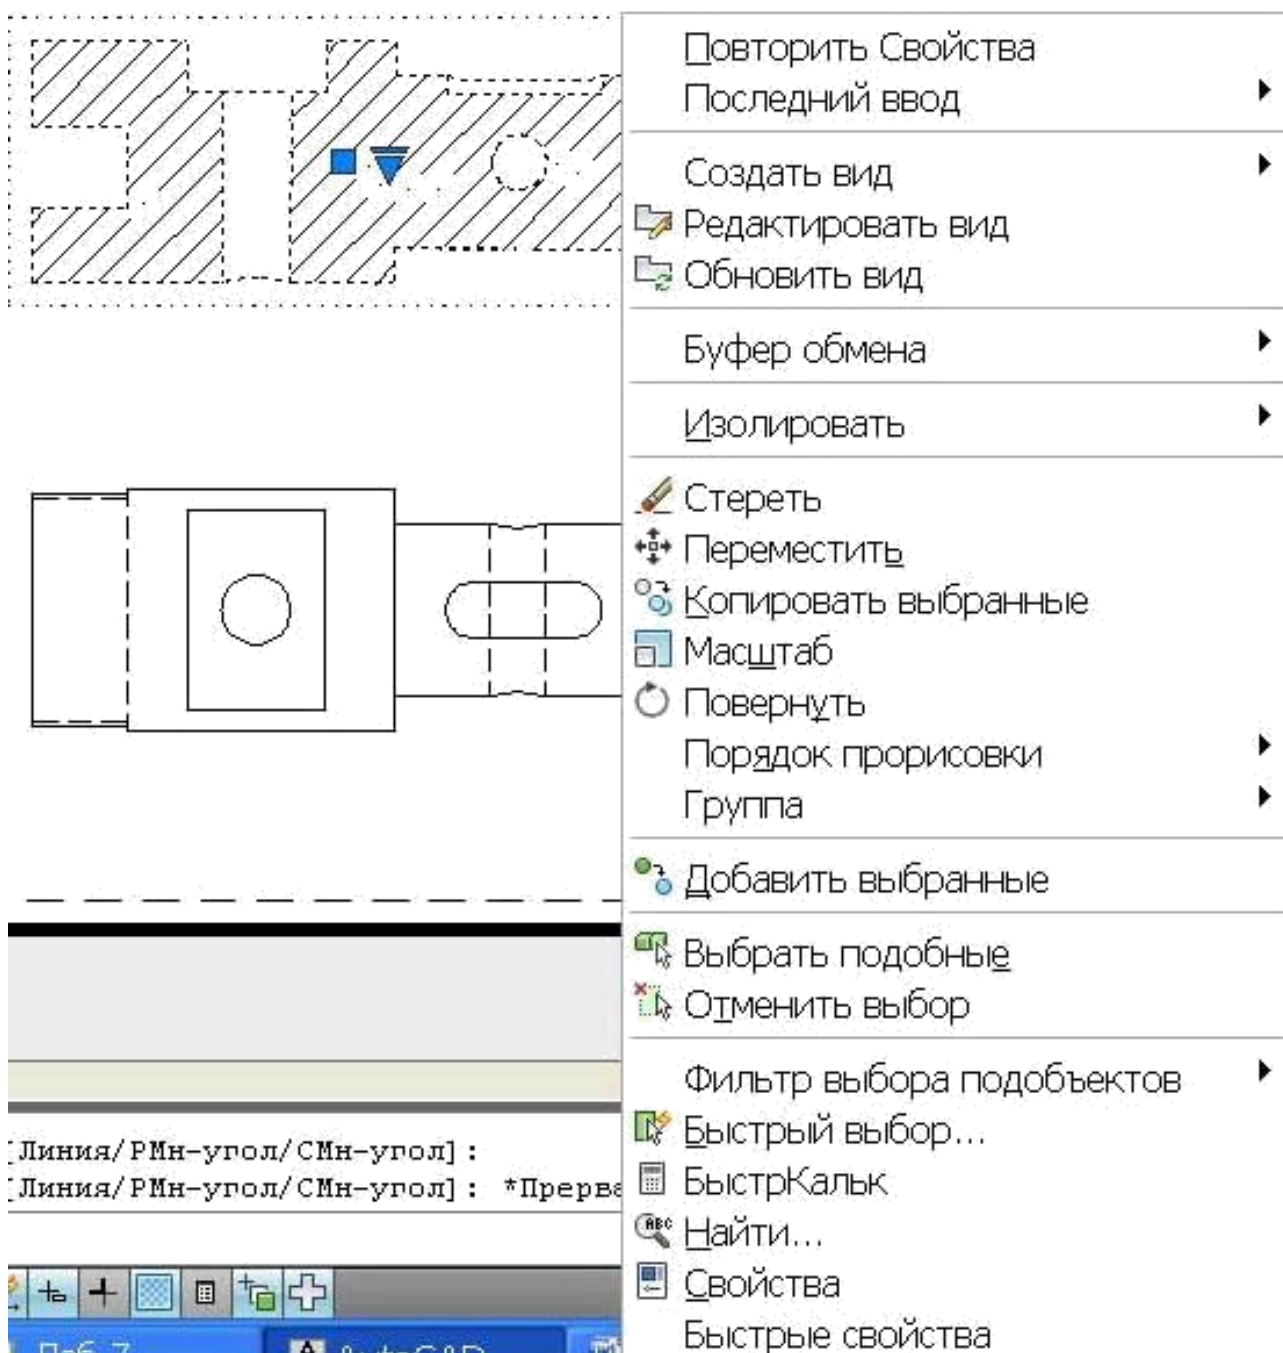 Повторить Свойства
Последний ввод
Создать вид
Редактировать вид
Обновить вид
Буфер обмена
Изолировать
Стереть
Переместить
Копировать выбранные
Масштаб
Повернуть
Порядок прорисовки
Группа
Добавить выбранные
Выбрать подобные
Отменить выбор
Фильтр выбора подобъектов
Быстрый выбор...
БыстрКальк
ABC
Найти...
Свойства
Быстрые свойства
[Линия/РМн-угол/СМн-угол]:
[Линия/РМн-угол/СМн-угол]: *Прерва
AutoCAD